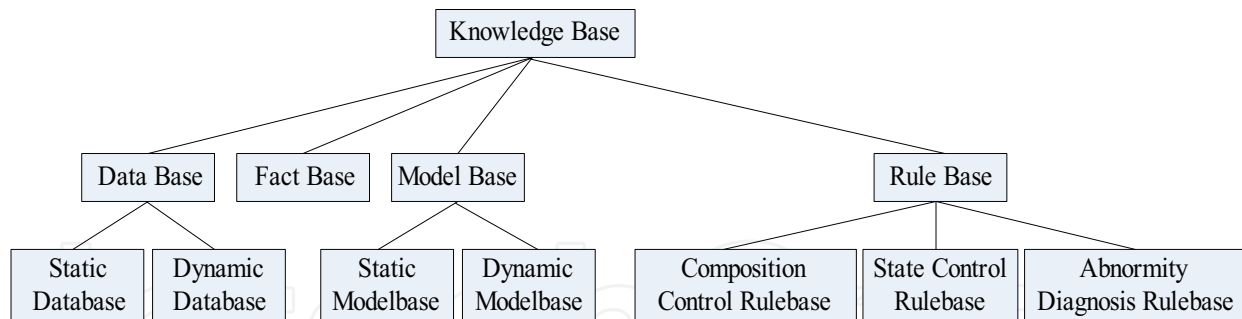 Knowledge Base
Data Base
Fact Base
Model Base
Rule Base
Static
Database
Dynamic
Database
Static
Modelbase
Dynamic
Modelbase
Composition
Control Rulebase
State Control
Rulebase
Abnormity
Diagnosis Rulebase